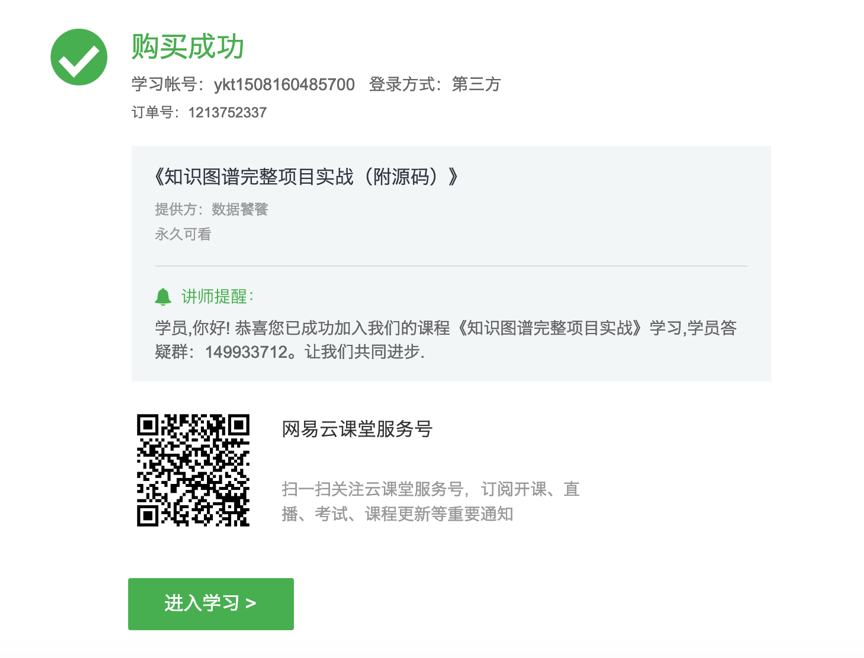 购买成功
学习帐号：ykt1508160485700 登录方式：第三方
订单号：1213752337
《知识图谱完整项目实战（附源码）》
提供方：数据饕餮
永久可看
讲师提醒：
学员,你好! 恭喜您已成功加入我们的课程《知识图谱完整项目实战》学习,学员答
疑群：149933712。让我们共同进步.
网易云课堂服务号
扫一扫关注云课堂服务号，订阅开课、直
播、考试、课程更新等重要通知
进入学习 >